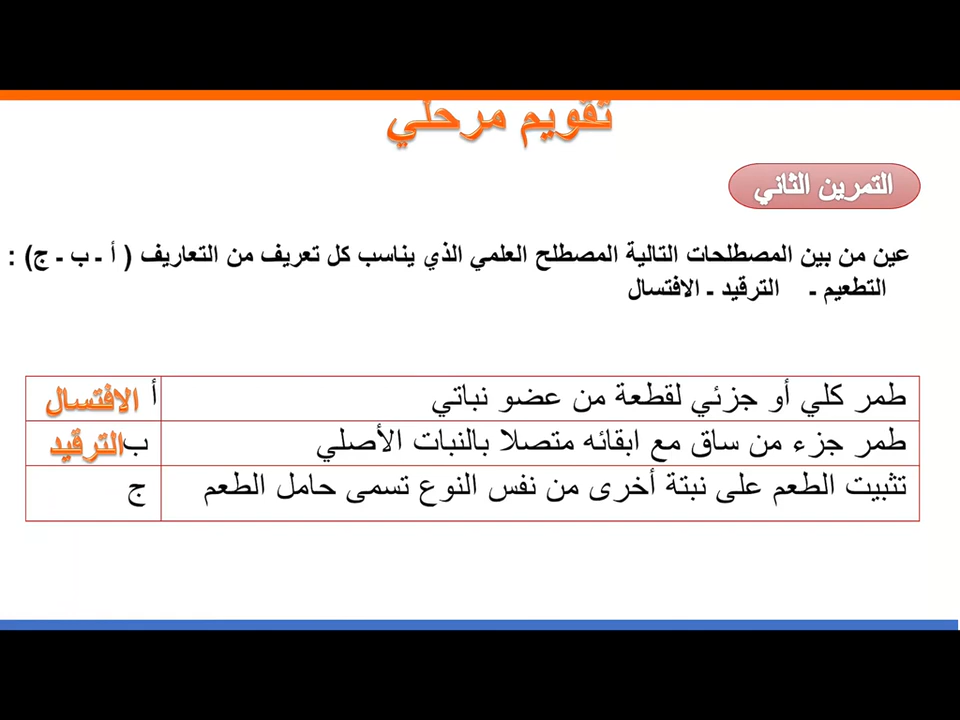 تقويم مرحلي
التمرين الثاني
عين من بين المصطلحات التالية المصطلح العلمي الذي يناسب كل تعريف من التعاريف ( أ ـ ب ـ ج) :
التطعيم ـ الترقيد ـ الافتسال
طمر كلي أو جزئي لقطعة من عضو نباتي أ الافتسال
طمر جزء من ساق مع ابقائه متصلا بالنبات الأصلي ب الترقيد
تثبيت الطعم على نبتة أخرى من نفس النوع تسمى حامل الطعم ج